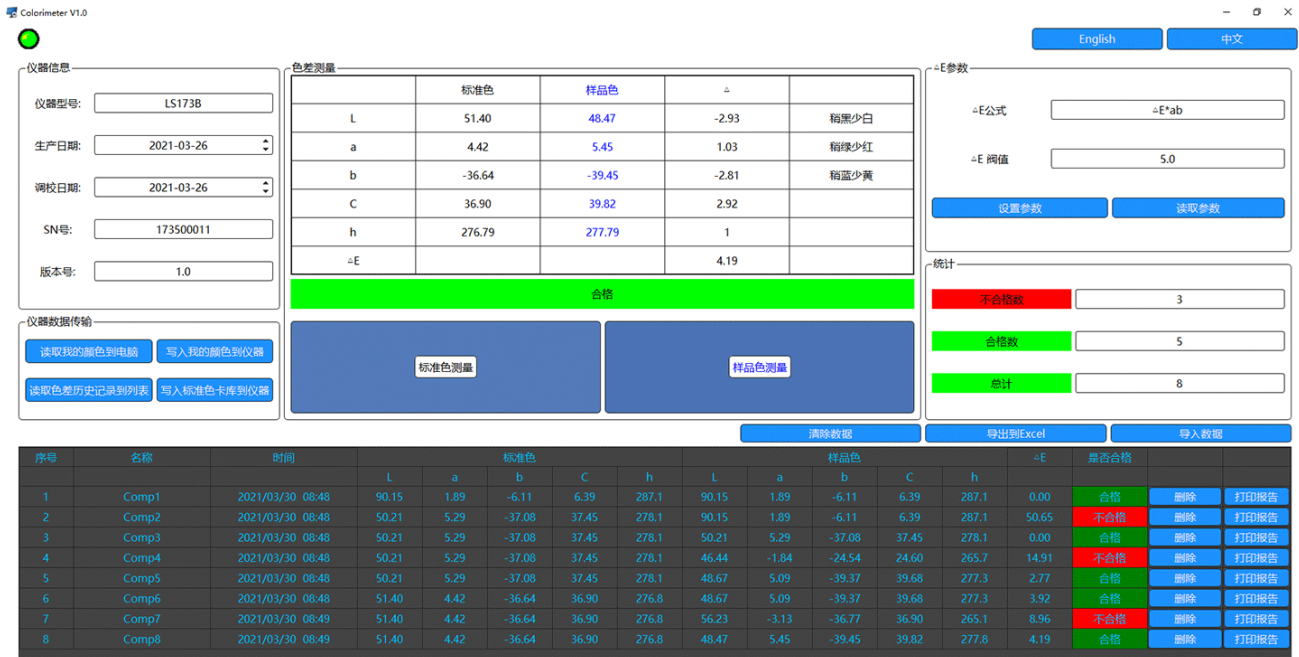 Colorimeter V1.0
English 中文
仪器信息
仪器型号: LS173B
生产日期: 2021-03-26
调校日期: 2021-03-26
SN号: 173500011
版本号: 1.0
仪器数据传输
读取我的颜色到电脑 写入我的颜色到仪器
读取色差历史记录到列表 写入标准色卡库到仪器
色差测量
标准色 样品色 △
L 51.40 48.47 -2.93 稍黑少白
a 4.42 5.45 1.03 稍绿少红
b -36.64 -39.45 -2.81 稍蓝少黄
C 36.90 39.82 2.92
h 276.79 277.79 1
△E 4.19
合格
标准色测量 样品色测量
△E参数
△E公式 △E*ab
△E 阀值 5.0
设置参数 读取参数
统计
不合格数 3
合格数 5
总计 8
清除数据 导出到Excel 导入数据
序号 名称 时间 标准色 样品色 △E 是否合格
L a b C h L a b C h
1 Comp1 2021/03/30 08:48 90.15 1.89 -6.11 6.39 287.1 90.15 1.89 -6.11 6.39 287.1 0.00 合格 删除 打印报告
2 Comp2 2021/03/30 08:48 50.21 5.29 -37.08 37.45 278.1 90.15 1.89 -6.11 6.39 287.1 50.65 不合格 删除 打印报告
3 Comp3 2021/03/30 08:48 50.21 5.29 -37.08 37.45 278.1 50.21 5.29 -37.08 37.45 278.1 0.00 合格 删除 打印报告
4 Comp4 2021/03/30 08:48 50.21 5.29 -37.08 37.45 278.1 46.44 -1.84 -24.54 24.60 265.7 14.91 不合格 删除 打印报告
5 Comp5 2021/03/30 08:48 50.21 5.29 -37.08 37.45 278.1 48.67 5.09 -39.37 39.68 277.3 2.77 合格 删除 打印报告
6 Comp6 2021/03/30 08:48 51.40 4.42 -36.64 36.90 276.8 48.67 5.09 -39.37 39.68 277.3 3.92 合格 删除 打印报告
7 Comp7 2021/03/30 08:49 51.40 4.42 -36.64 36.90 276.8 56.23 -3.13 -36.77 36.90 265.1 8.96 不合格 删除 打印报告
8 Comp8 2021/03/30 08:49 51.40 4.42 -36.64 36.90 276.8 48.47 5.45 -39.45 39.82 277.8 4.19 合格 删除 打印报告